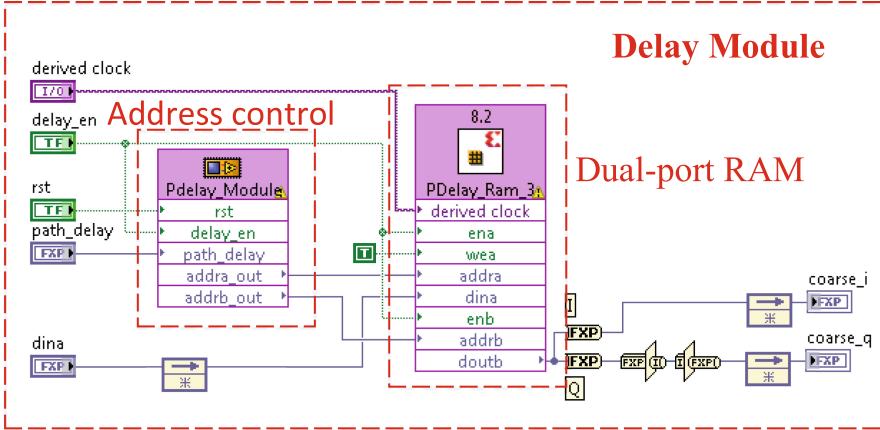 Delay Module
derived clock
I/O
delay_en
TF
Address control
rst
TF
path_delay
FXP
dina
FXP
Pdelay_Module
rst
delay_en
path_delay
addra_out
addrb_out
T
8.2
PDelay_Ram_3
derived clock
ena
wea
addra
dina
enb
addrb
doutb
Dual-port RAM
I
FXP
FXP
Q
FXP
I(
I
FXP(
coarse_i
FXP
coarse_q
FXP